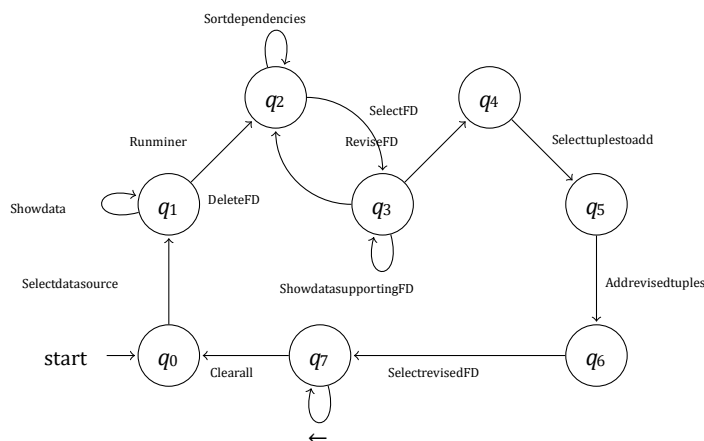 Sortdependencies
q2
q4
SelectFD
Runminer
ReviseFD
Selecttuplestoadd
Showdata
q1
DeleteFD
q3
q5
Selectdatasource
ShowdatasupportingFD
Addrevisedtuples
start
q0
Clearall
q7
SelectrevisedFD
q6
←